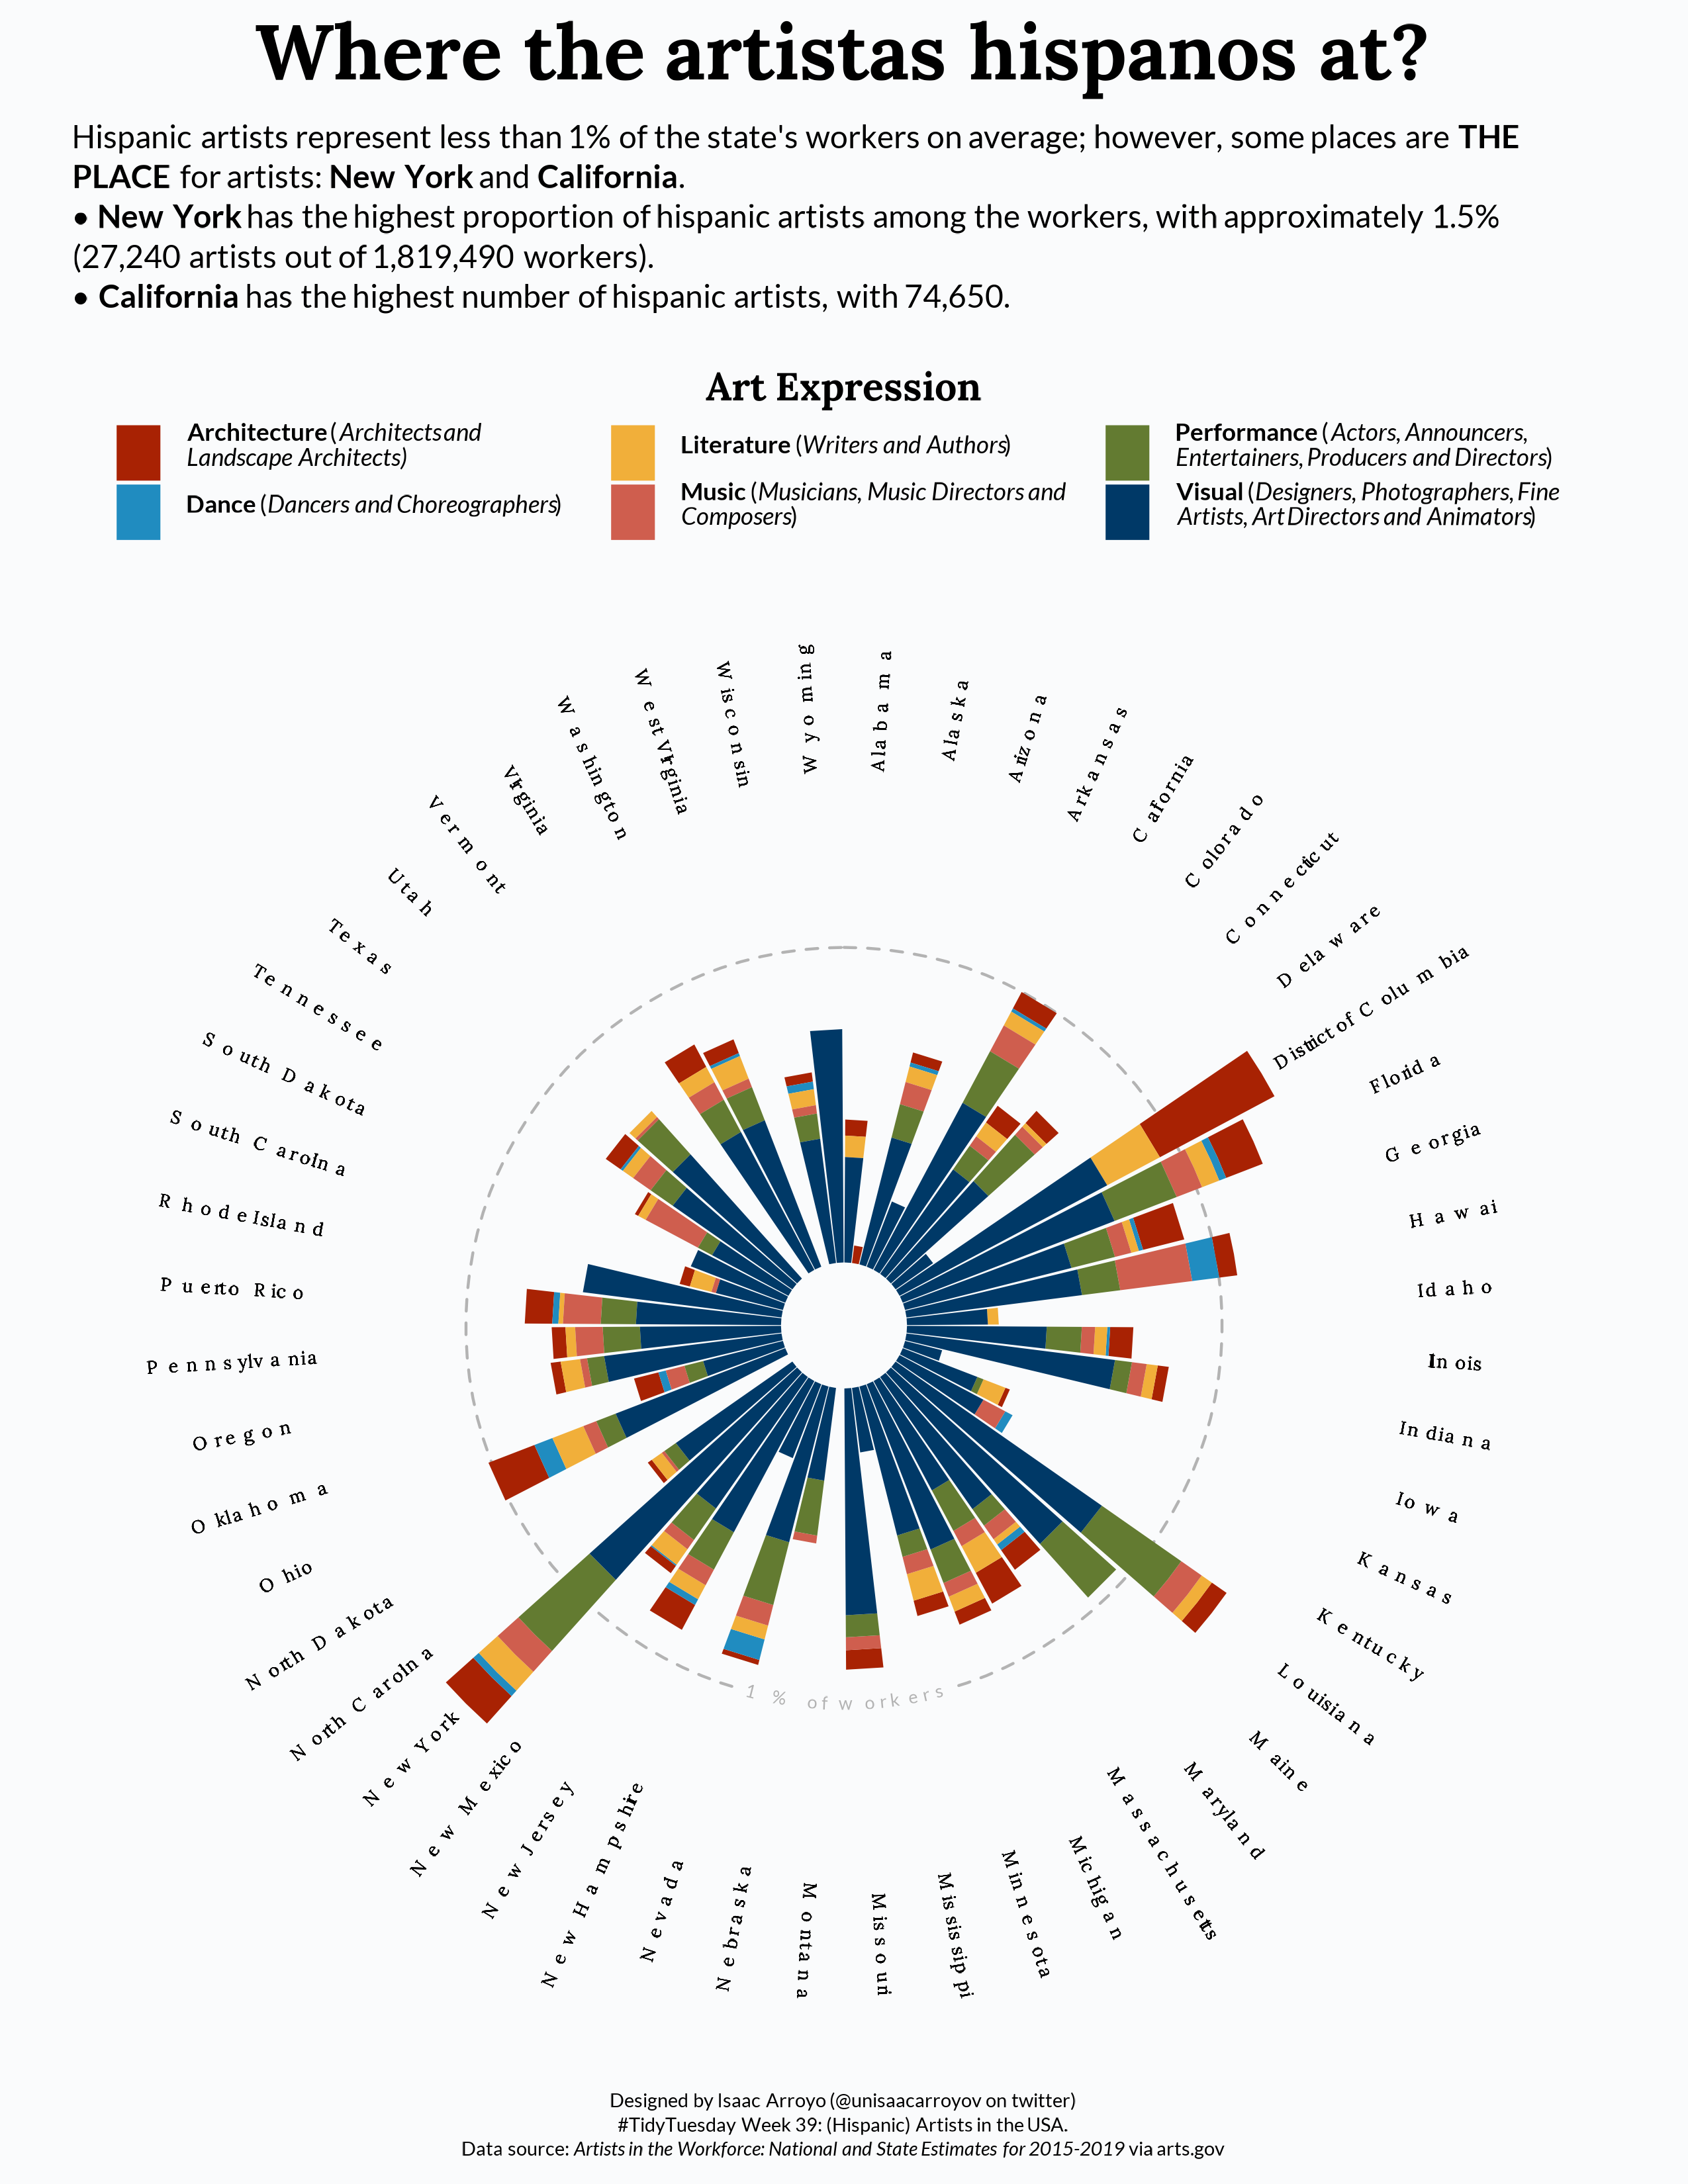 Where the artistas hispanos at?
Hispanic artists represent less than 1% of the state's workers on average; however, some places are THE
PLACE for artists: New York and California.
• New York has the highest proportion of hispanic artists among the workers, with approximately 1.5%
(27,240 artists out of 1,819,490 workers).
• California has the highest number of hispanic artists, with 74,650.
Art Expression
Architecture (Architects and
Landscape Architects)
Literature (Writers and Authors)
Performance (Actors, Announcers,
Entertainers, Producers and Directors)
Dance (Dancers and Choreographers)
Music (Musicians, Music Directors and
Composers)
Visual (Designers, Photographers, Fine
Artists, Art Directors and Animators)
Alabama
Alaska
Arizona
Arkansas
California
Colorado
Connecticut
Delaware
District of Columbia
Florida
Georgia
Hawai
Idaho
Illinois
Indiana
Iowa
Kansas
Kentucky
Louisiana
Maine
Maryland
Massachusetts
Michigan
Minnesota
Mississippi
Missouri
Montana
Nebraska
Nevada
New Hampshire
New Jersey
New Mexico
New York
North Carolina
North Dakota
Ohio
Oklahoma
Oregon
Pennsylvania
Puerto Rico
Rhode Island
South Carolina
South Dakota
Tennessee
Texas
Utah
Vermont
Virginia
Washington
West Virginia
Wisconsin
Wyoming
1 % of workers
Designed by Isaac Arroyo (@unisaacarroyov on twitter)
#TidyTuesday Week 39: (Hispanic) Artists in the USA.
Data source: Artists in the Workforce: National and State Estimates for 2015-2019 via arts.gov